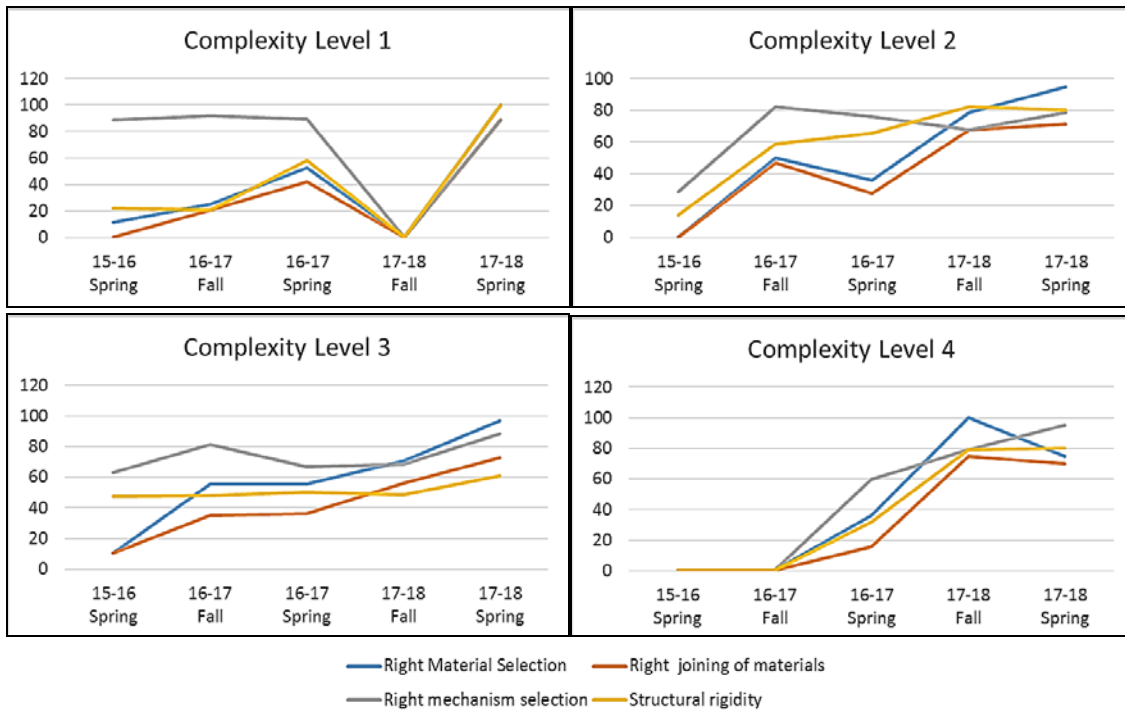 Complexity Level 1
120
100
80
60
40
20
0
15-16 16-17 16-17 17-18 17-18
Spring Fall Spring Fall Spring
Complexity Level 2
100
80
60
40
20
0
15-16 16-17 16-17 17-18 17-18
Spring Fall Spring Fall Spring
Complexity Level 3
120
100
80
60
40
20
0
15-16 16-17 16-17 17-18 17-18
Spring Fall Spring Fall Spring
Complexity Level 4
120
100
80
60
40
20
0
15-16 16-17 16-17 17-18 17-18
Spring Fall Spring Fall Spring
Right Material Selection Right joining of materials
Right mechanism selection Structural rigidity